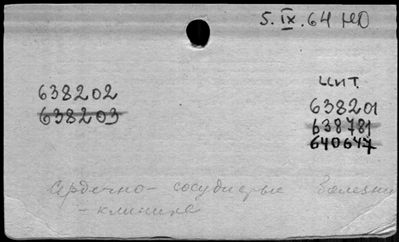 5. IX. 64 НО
цит.
638202
638203
638201
638781
640647
Сердечно-сосудистые болезни
- клиника